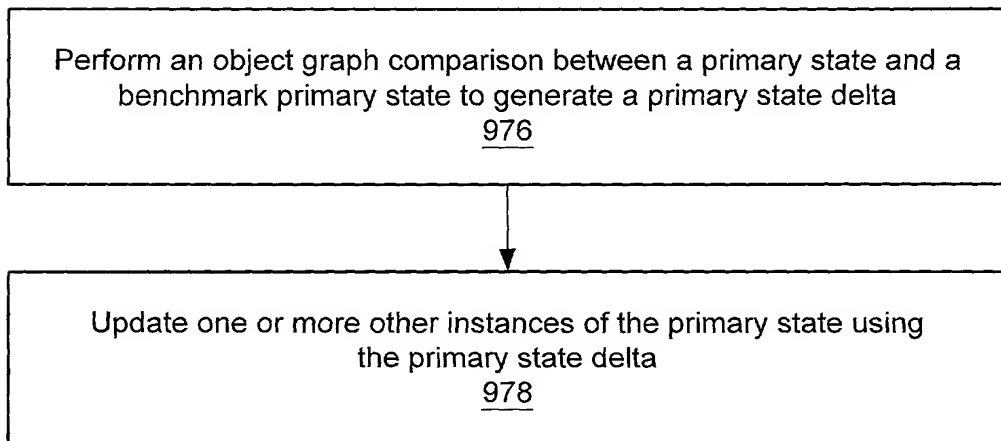 Perform an object graph comparison between a primary state and a
benchmark primary state to generate a primary state delta
976
Update one or more other instances of the primary state using
the primary state delta
978